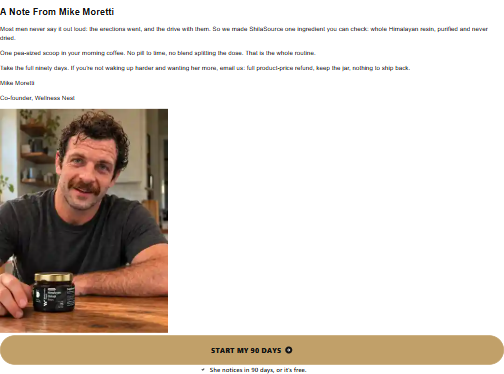 A Note From Mike Moretti
Most men never say it out loud: the erections went, and the drive with them. So we made ShilaSource one ingredient you can check: whole Himalayan resin, purified and never
dried.
One pea-sized scoop in your morning coffee. No pill to time, no blend splitting the dose. That is the whole routine.
Take the full ninety days. If you're not waking up harder and wanting her more, email us: full product-price refund, keep the jar, nothing to ship back.
Mike Moretti
Co-founder, Wellness Nest
START MY 90 DAYS
She notices in 90 days, or it's free.